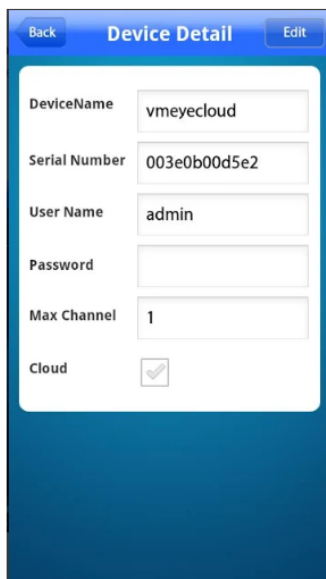 Back Device Detail Edit
DeviceName vmeyecloud
Serial Number 003e0b00d5e2
User Name admin
Password
Max Channel 1
Cloud